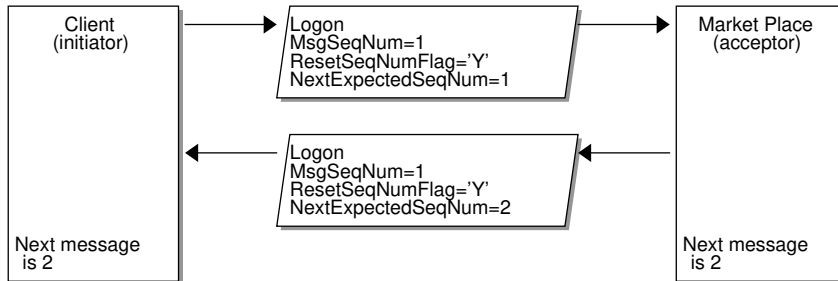 Client
(initiator)
Logon
MsgSeqNum=1
ResetSeqNumFlag='Y'
NextExpectedSeqNum=1
Market Place
(acceptor)
Logon
MsgSeqNum=1
ResetSeqNumFlag='Y'
NextExpectedSeqNum=2
Next message
is 2
Next message
is 2